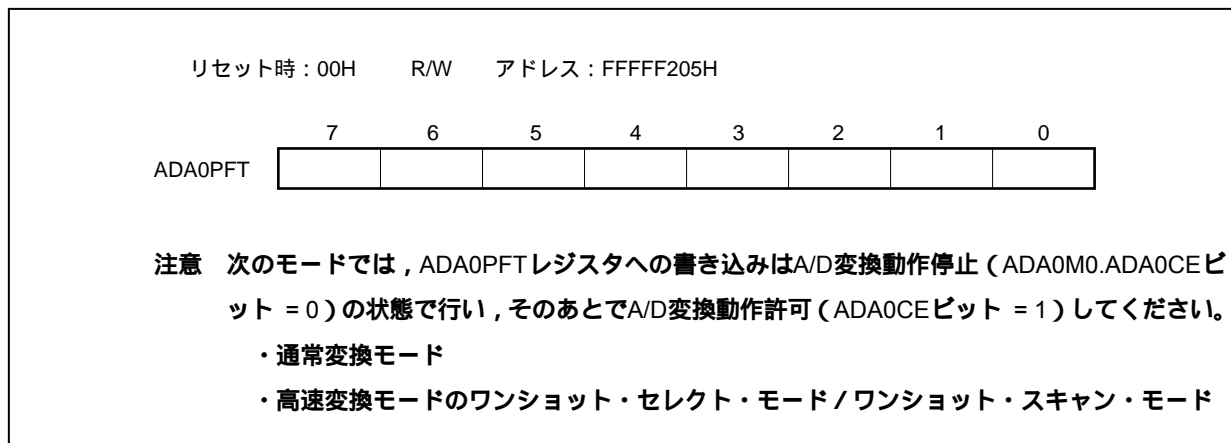 リセット時：00H　　R/W　　アドレス：FFFFF205H
7 6 5 4 3 2 1 0
ADA0PFT
注意　次のモードでは，ADA0PFTレジスタへの書き込みはA/D変換動作停止（ADA0M0.ADA0CEビ
ット = 0）の状態で行い，そのあとでA/D変換動作許可（ADA0CEビット = 1）してください。
・通常変換モード
・高速変換モードのワンショット・セレクト・モード／ワンショット・スキャン・モード